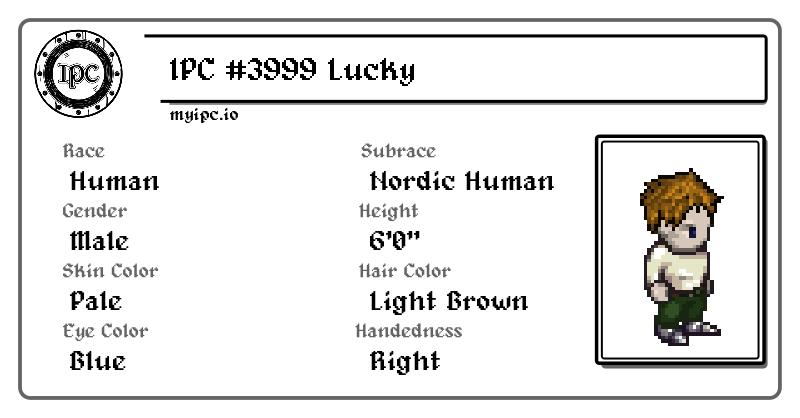 IPC
IPC #3999 Lucky
myipc.io
Race
Human
Subrace
Nordic Human
Gender
Male
Height
6'0"
Skin Color
Pale
Hair Color
Light Brown
Eye Color
Blue
Handedness
Right